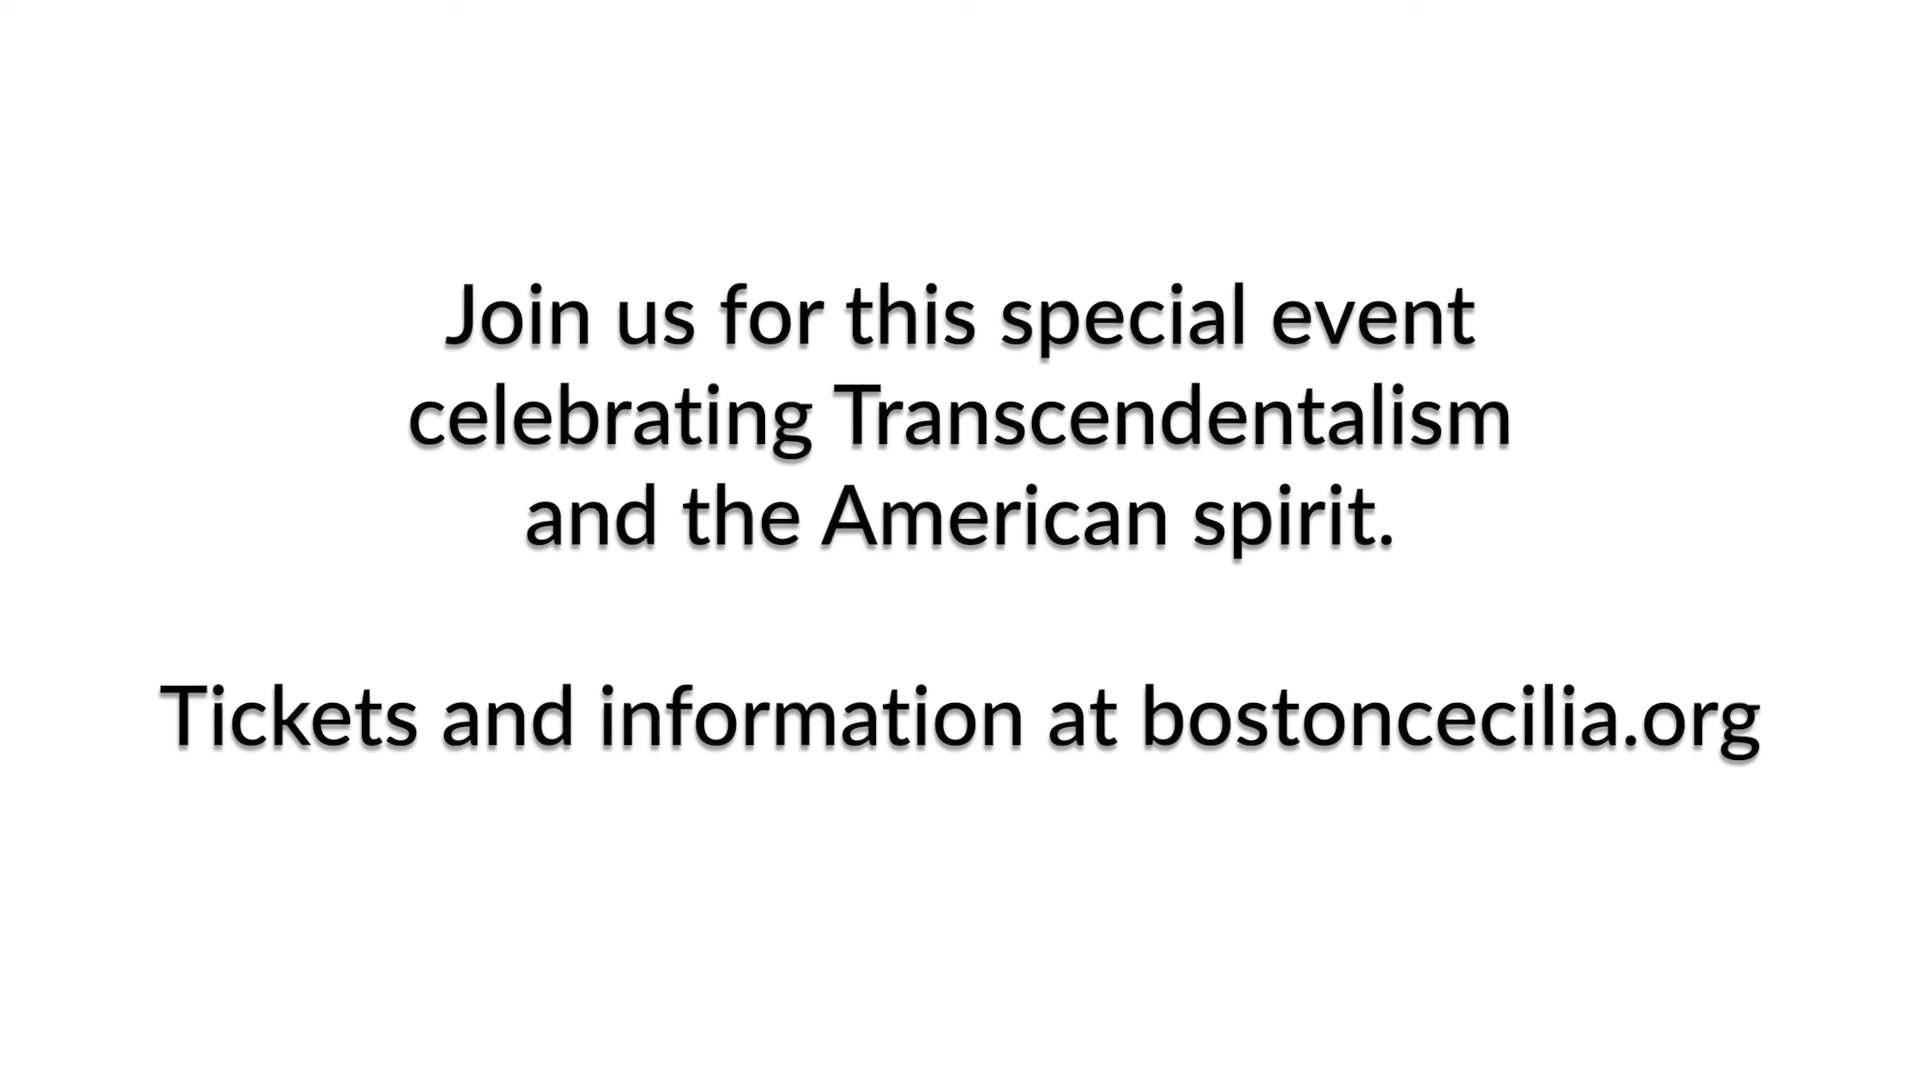 Join us for this special event
celebrating Transcendentalism
and the American spirit.
Tickets and information at bostoncecilia.org